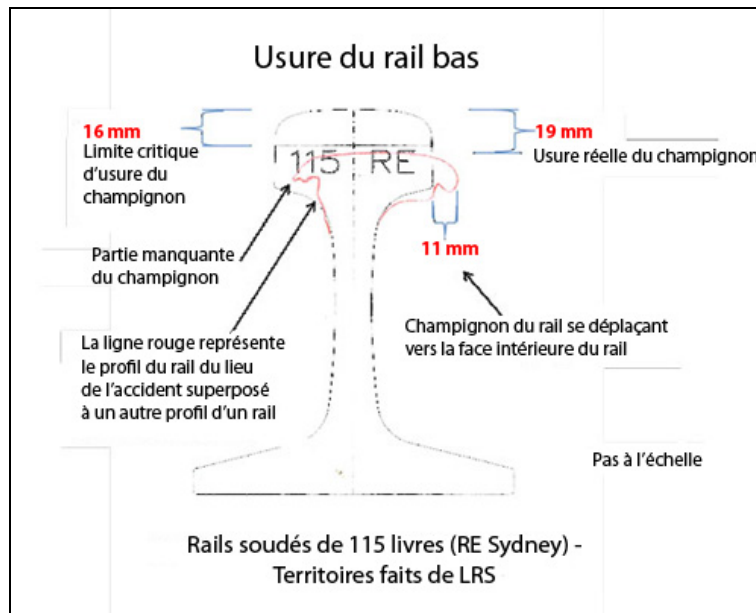 Usure du rail bas
16 mm
Limite critique
d'usure du
champignon
19 mm
Usure réelle du champignon
115 RE
Partie manquante
du champignon
11 mm
La ligne rouge représente
le profil du rail du lieu
de l'accident superposé
à un autre profil d'un rail
Champignon du rail se déplaçant
vers la face intérieure du rail
Pas à l'échelle
Rails soudés de 115 livres (RE Sydney) -
Territoires faits de LRS